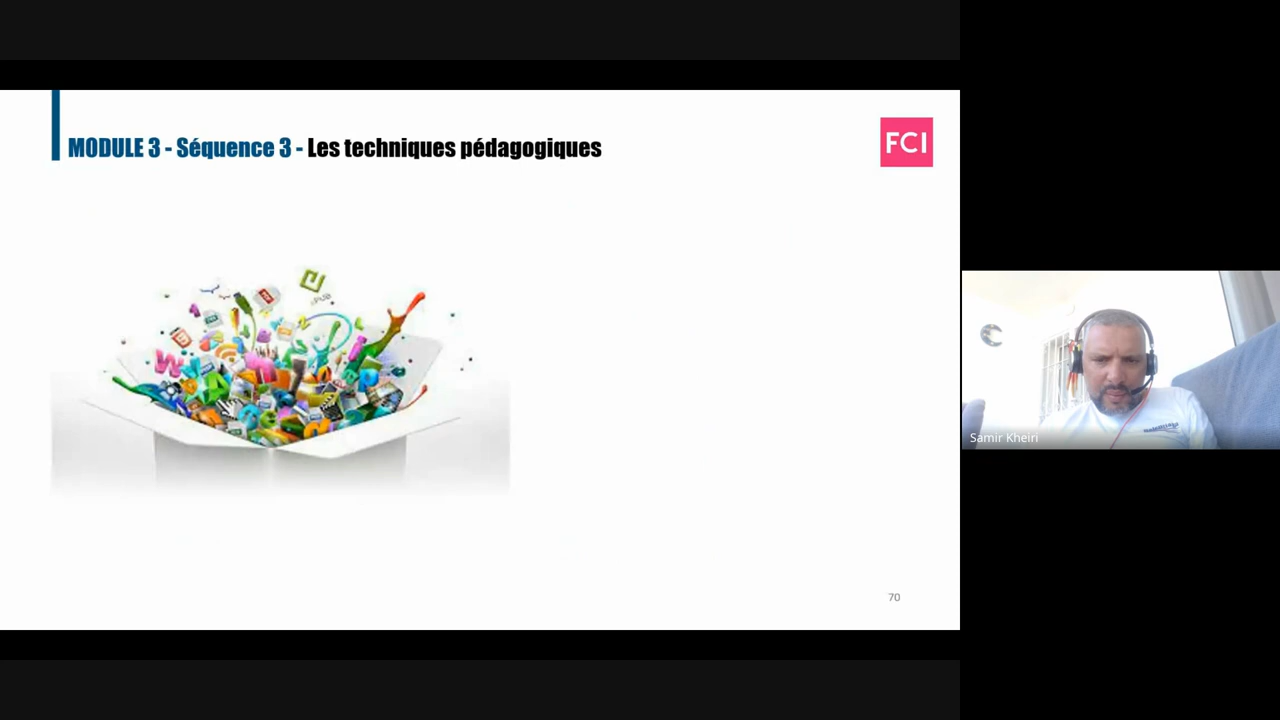 MODULE 3 - Séquence 3 - Les techniques pédagogiques
FCI
70
Samir Kheiri